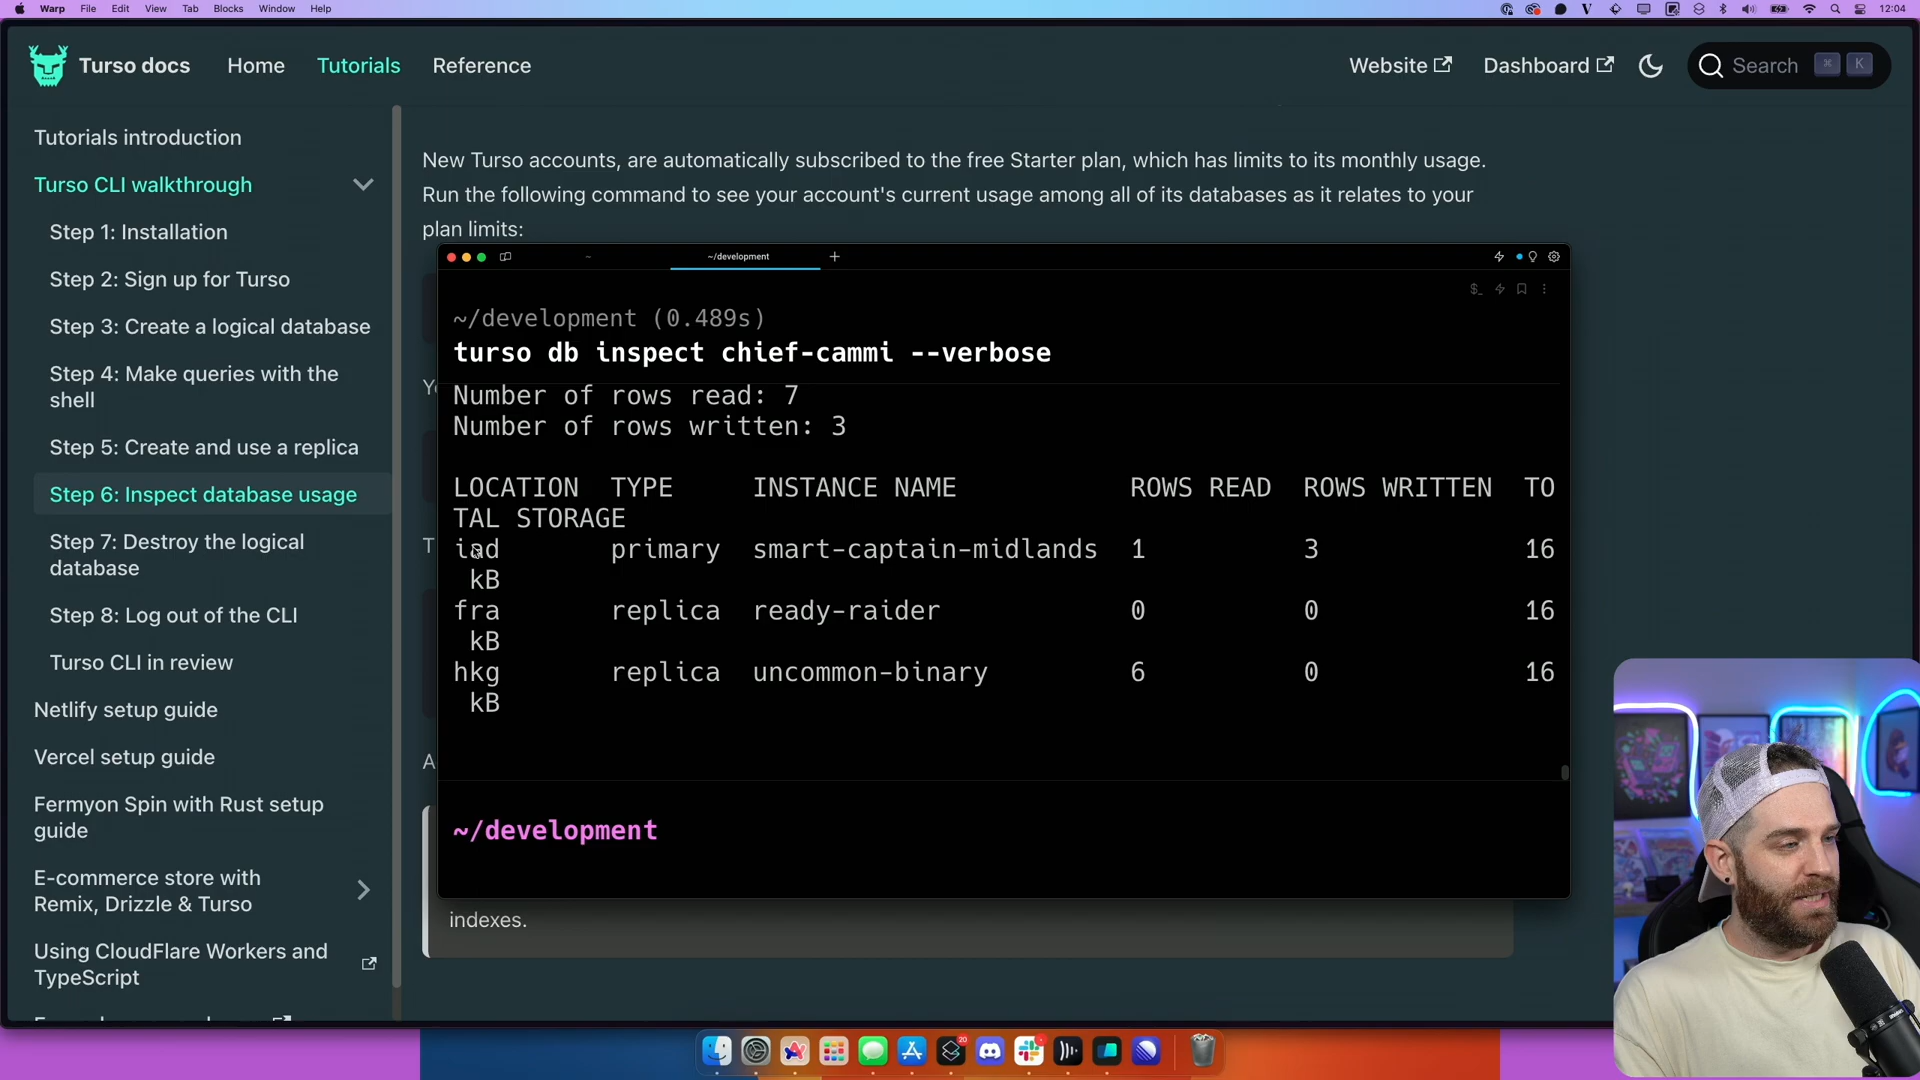 Warp File Edit View Tab Blocks Window Help
12:04
Turso docs Home Tutorials Reference
Website Dashboard Search ⌘ K
Tutorials introduction
Turso CLI walkthrough
Step 1: Installation
Step 2: Sign up for Turso
Step 3: Create a logical database
Step 4: Make queries with the
shell
Step 5: Create and use a replica
Step 6: Inspect database usage
Step 7: Destroy the logical
database
Step 8: Log out of the CLI
Turso CLI in review
Netlify setup guide
Vercel setup guide
Fermyon Spin with Rust setup
guide
E-commerce store with
Remix, Drizzle & Turso
Using CloudFlare Workers and
TypeScript
New Turso accounts, are automatically subscribed to the free Starter plan, which has limits to its monthly usage.
Run the following command to see your account's current usage among all of its databases as it relates to your
plan limits:
~/development
~/development (0.489s)
turso db inspect chief-cammi --verbose
Number of rows read: 7
Number of rows written: 3
LOCATION TYPE INSTANCE NAME ROWS READ ROWS WRITTEN TO
TAL STORAGE
iad primary smart-captain-midlands 1 3 16
kB
fra replica ready-raider 0 0 16
kB
hkg replica uncommon-binary 6 0 16
kB
~/development
indexes.
20